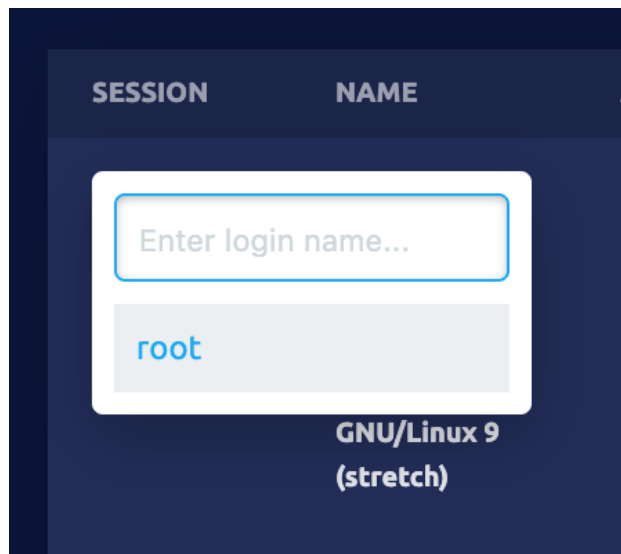 SESSION NAME
Enter login name...
root
GNU/Linux 9
(stretch)